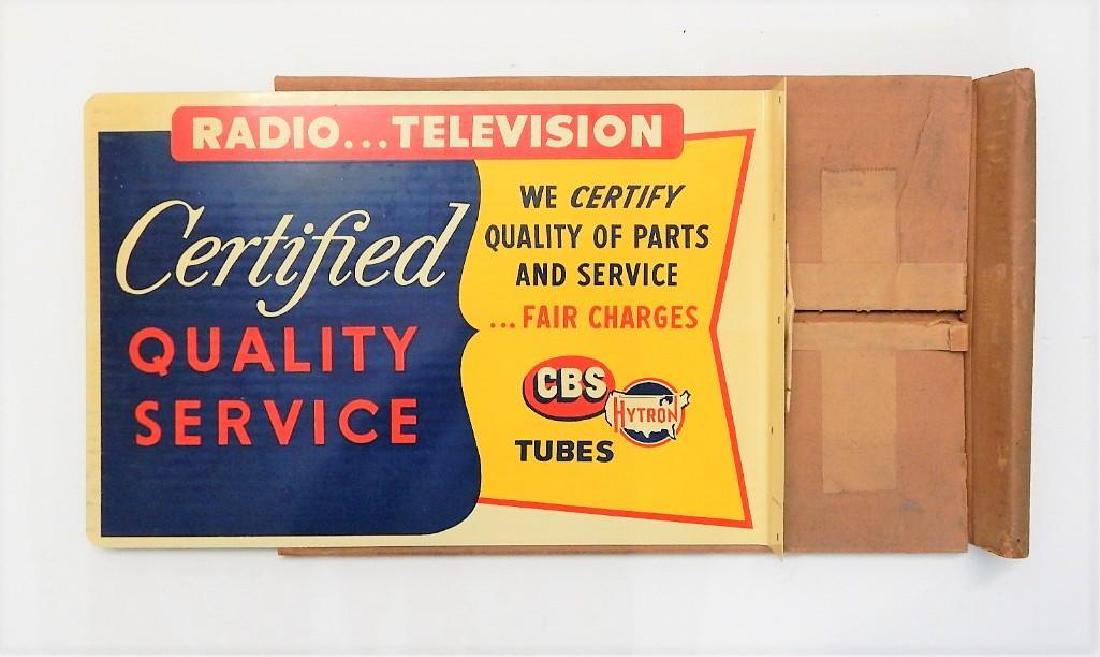 RADIO...TELEVISION
Certified
QUALITY
SERVICE
WE CERTIFY
QUALITY OF PARTS
AND SERVICE
...FAIR CHARGES
CBS
HYTRON
TUBES